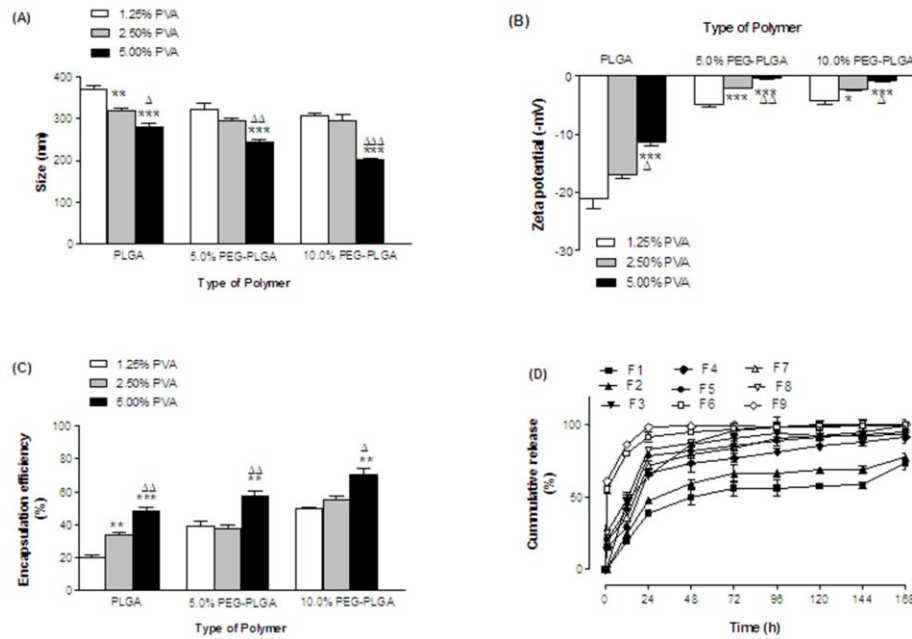 (A)
1.25% PVA
2.50% PVA
5.00% PVA
400
300
200
100
0
Size (nm)
** Δ *** ΔΔ *** ΔΔΔ ***
PLGA 5.0% PEG-PLGA 10.0% PEG-PLGA
Type of Polymer
(B)
Type of Polymer
PLGA 5.0% PEG-PLGA 10.0% PEG-PLGA
0
-10
-20
-30
Zeta potential (-mV)
*** Δ *** *** ΔΔ * *** Δ
1.25% PVA
2.50% PVA
5.00% PVA
(C)
1.25% PVA
2.50% PVA
5.00% PVA
100
80
60
40
20
0
Encapsulation efficiency
(%)
** ΔΔ *** ΔΔ ** Δ **
PLGA 5.0% PEG-PLGA 10.0% PEG-PLGA
Type of Polymer
(D)
F1 F4 F7
F2 F5 F8
F3 F6 F9
100
50
0
Cummulative release
(%)
0 24 48 72 96 120 144 168
Time (h)